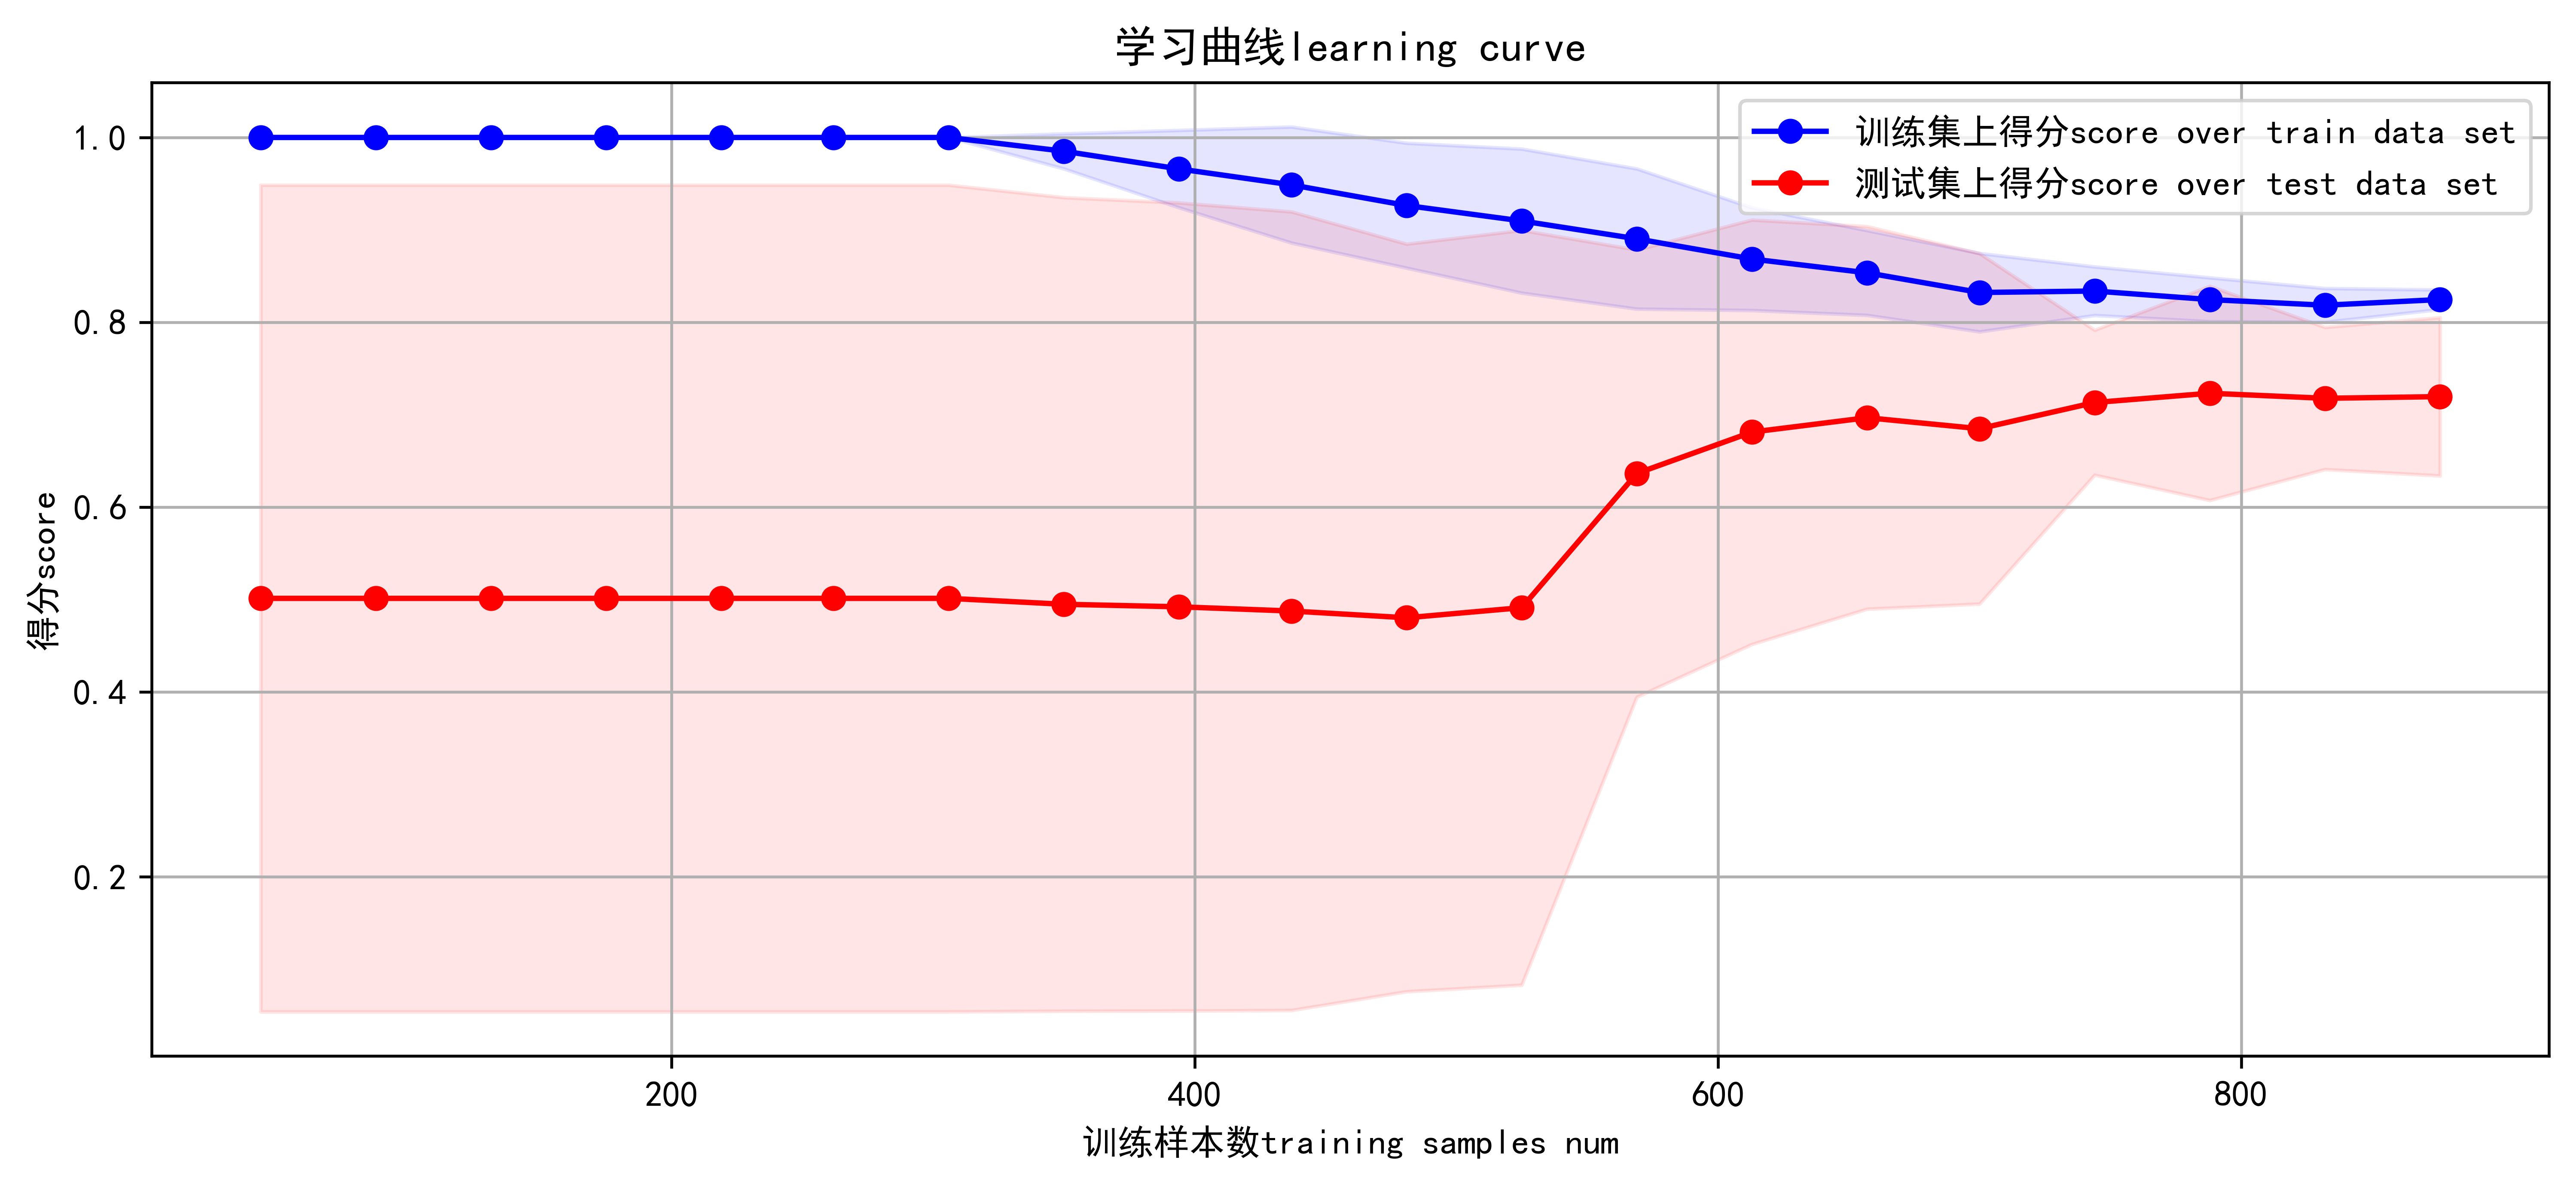 学习曲线learning curve
训练集上得分score over train data set
测试集上得分score over test data set
得分score
1.0
0.8
0.6
0.4
0.2
200 400 600 800
训练样本数training samples num